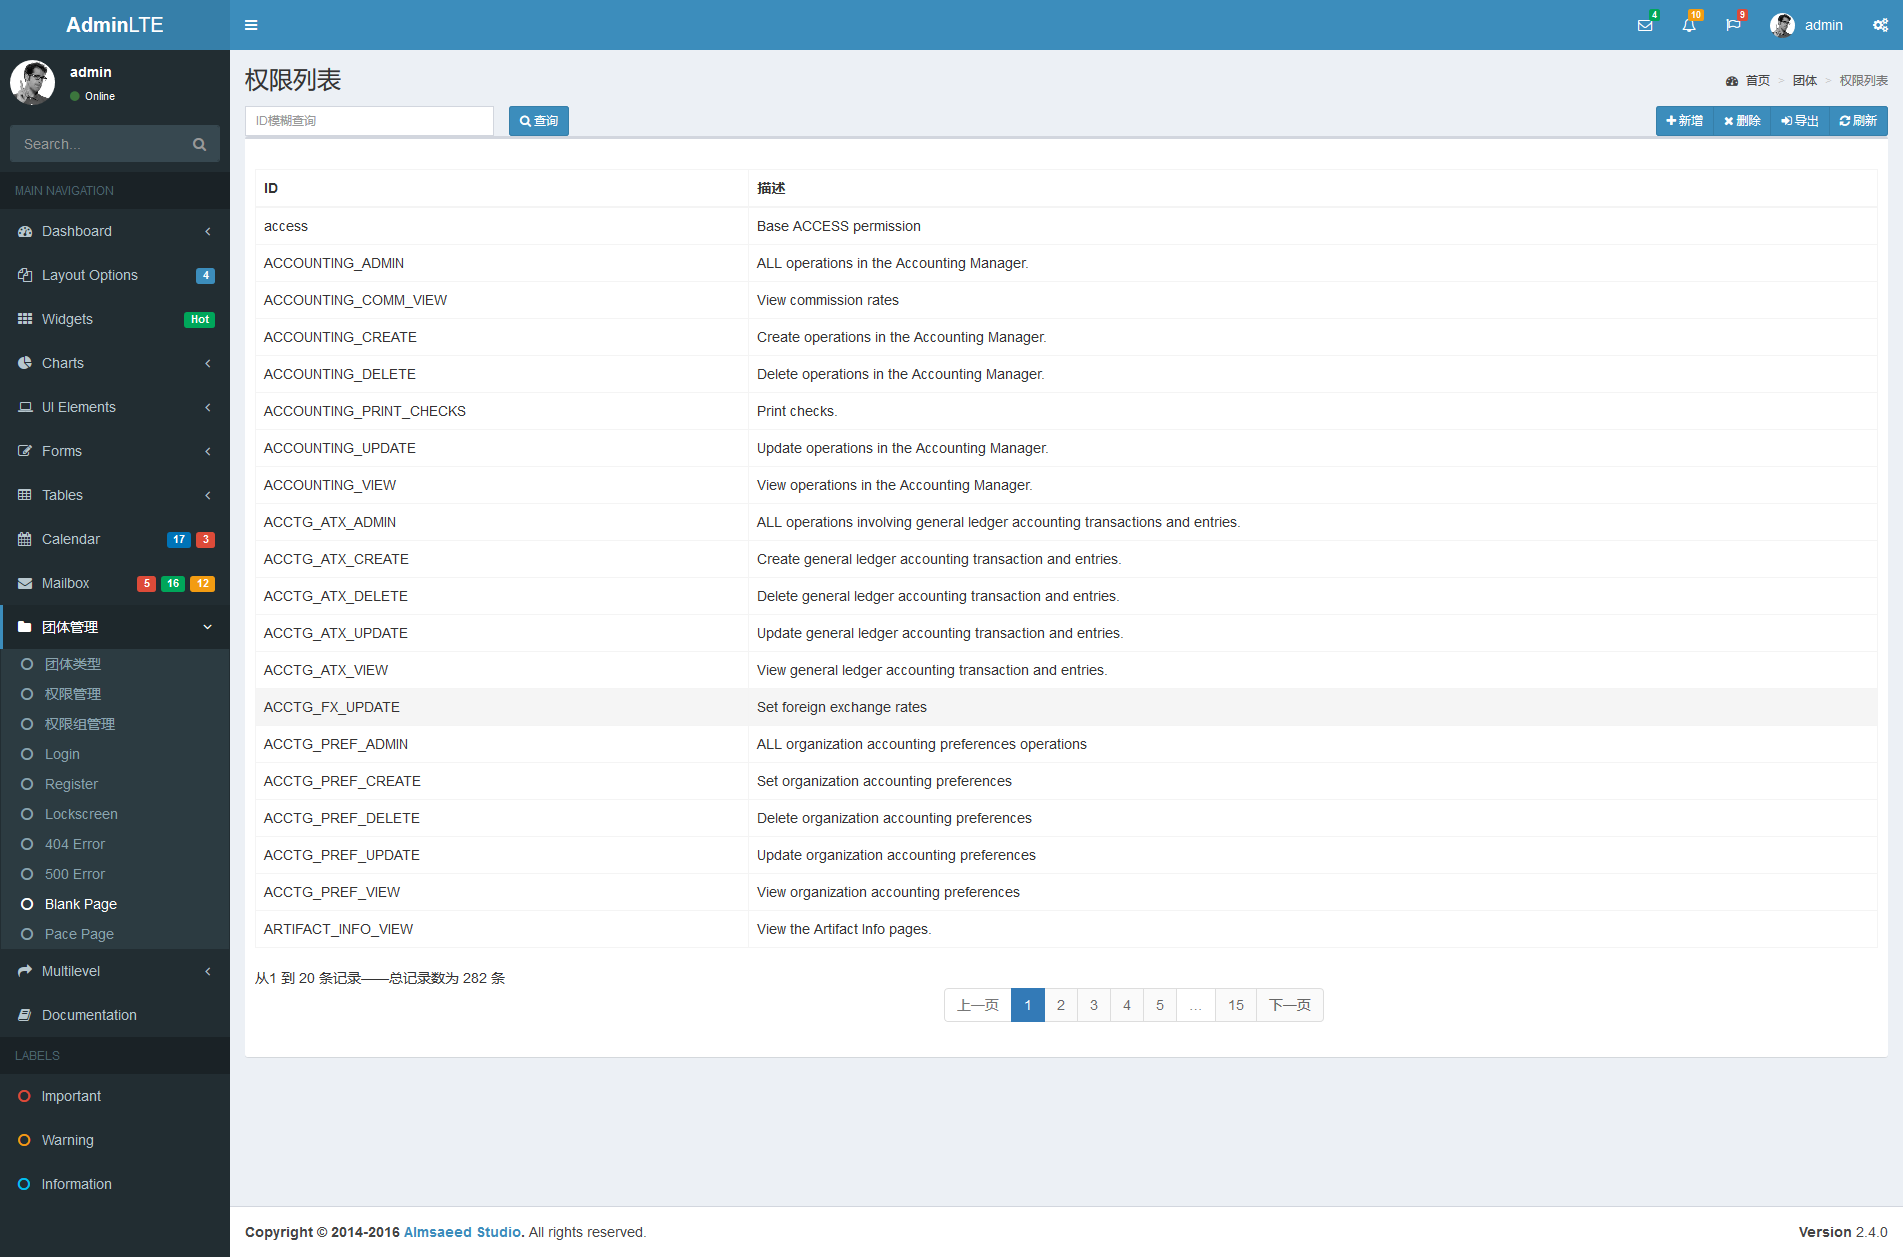 AdminLTE
4
10
9
admin
admin
Online
Search...
MAIN NAVIGATION
Dashboard
Layout Options 4
Widgets Hot
Charts
UI Elements
Forms
Tables
Calendar 17 3
Mailbox 5 16 12
团体管理
团体类型
权限管理
权限组管理
Login
Register
Lockscreen
404 Error
500 Error
Blank Page
Pace Page
Multilevel
Documentation
LABELS
Important
Warning
Information
权限列表
首页 > 团体 > 权限列表
ID模糊查询 查询
新增 删除 导出 刷新
ID 描述
access Base ACCESS permission
ACCOUNTING_ADMIN ALL operations in the Accounting Manager.
ACCOUNTING_COMM_VIEW View commission rates
ACCOUNTING_CREATE Create operations in the Accounting Manager.
ACCOUNTING_DELETE Delete operations in the Accounting Manager.
ACCOUNTING_PRINT_CHECKS Print checks.
ACCOUNTING_UPDATE Update operations in the Accounting Manager.
ACCOUNTING_VIEW View operations in the Accounting Manager.
ACCTG_ATX_ADMIN ALL operations involving general ledger accounting transactions and entries.
ACCTG_ATX_CREATE Create general ledger accounting transaction and entries.
ACCTG_ATX_DELETE Delete general ledger accounting transaction and entries.
ACCTG_ATX_UPDATE Update general ledger accounting transaction and entries.
ACCTG_ATX_VIEW View general ledger accounting transaction and entries.
ACCTG_FX_UPDATE Set foreign exchange rates
ACCTG_PREF_ADMIN ALL organization accounting preferences operations
ACCTG_PREF_CREATE Set organization accounting preferences
ACCTG_PREF_DELETE Delete organization accounting preferences
ACCTG_PREF_UPDATE Update organization accounting preferences
ACCTG_PREF_VIEW View organization accounting preferences
ARTIFACT_INFO_VIEW View the Artifact Info pages.
从1 到 20 条记录——总记录数为 282 条
上一页 1 2 3 4 5 ... 15 下一页
Copyright © 2014-2016 Almsaeed Studio. All rights reserved.
Version 2.4.0